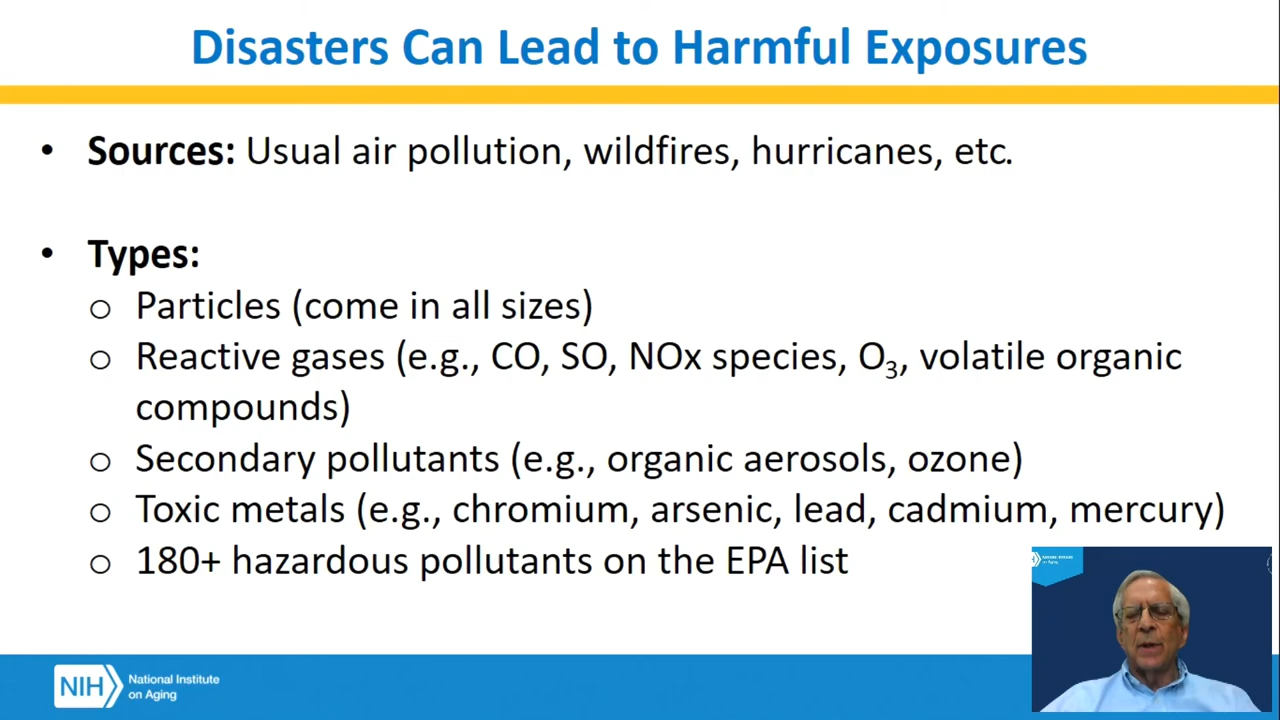 Disasters Can Lead to Harmful Exposures
• Sources: Usual air pollution, wildfires, hurricanes, etc.
• Types:
o Particles (come in all sizes)
o Reactive gases (e.g., CO, SO, NOx species, O₃, volatile organic
compounds)
o Secondary pollutants (e.g., organic aerosols, ozone)
o Toxic metals (e.g., chromium, arsenic, lead, cadmium, mercury)
o 180+ hazardous pollutants on the EPA list
NIH National Institute
on Aging
on Aging